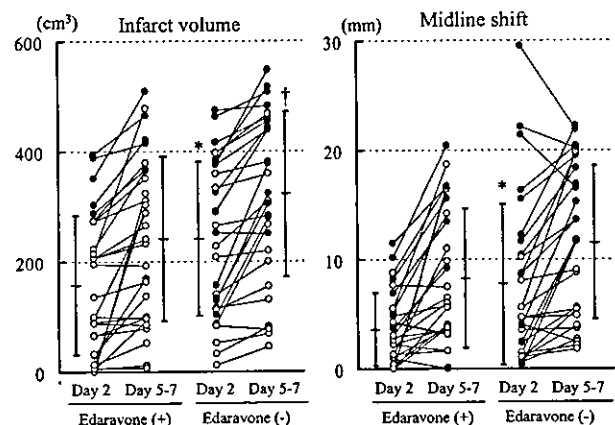 (cm³) Infarct volume
600
400
200
0
* †
Day 2 Day 5-7 Day 2 Day 5-7
Edaravone (+) Edaravone (-)
(mm) Midline shift
30
20
10
0
*
Day 2 Day 5-7 Day 2 Day 5-7
Edaravone (+) Edaravone (-)